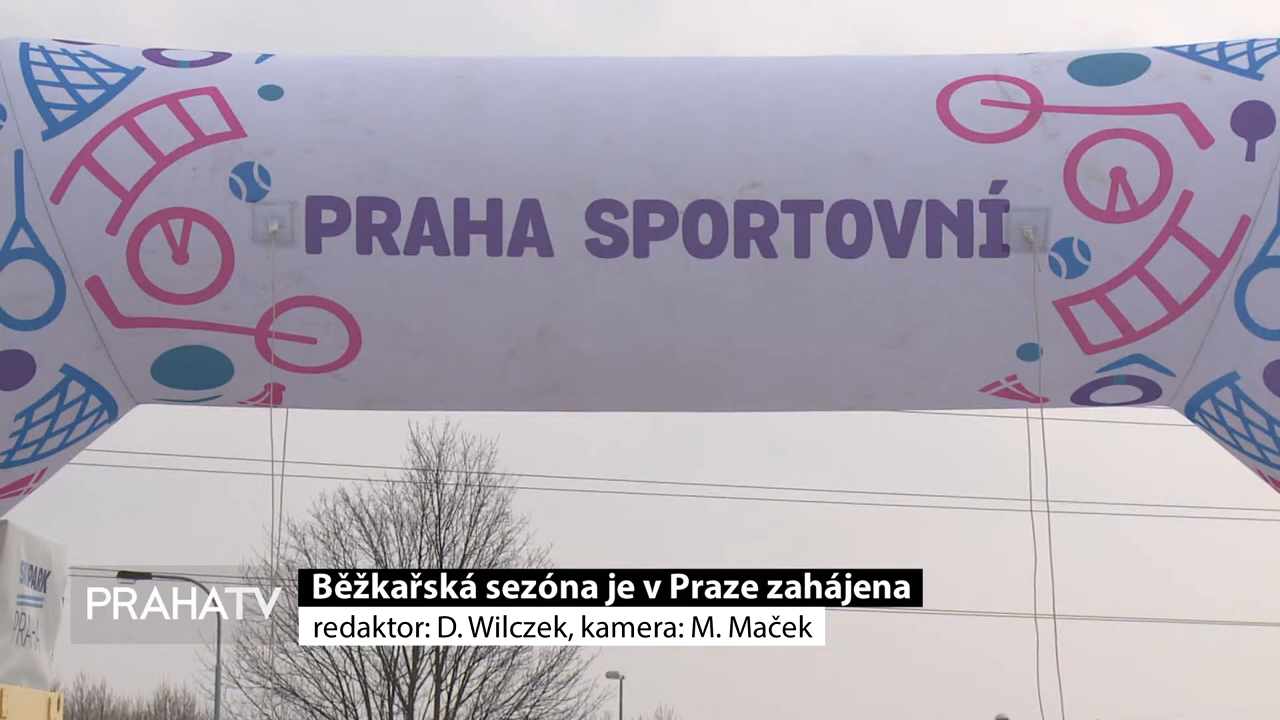 PRAHA SPORTOVNÍ
PRAHATV
Běžkařská sezóna je v Praze zahájena
redaktor: D. Wilczek, kamera: M. Maček